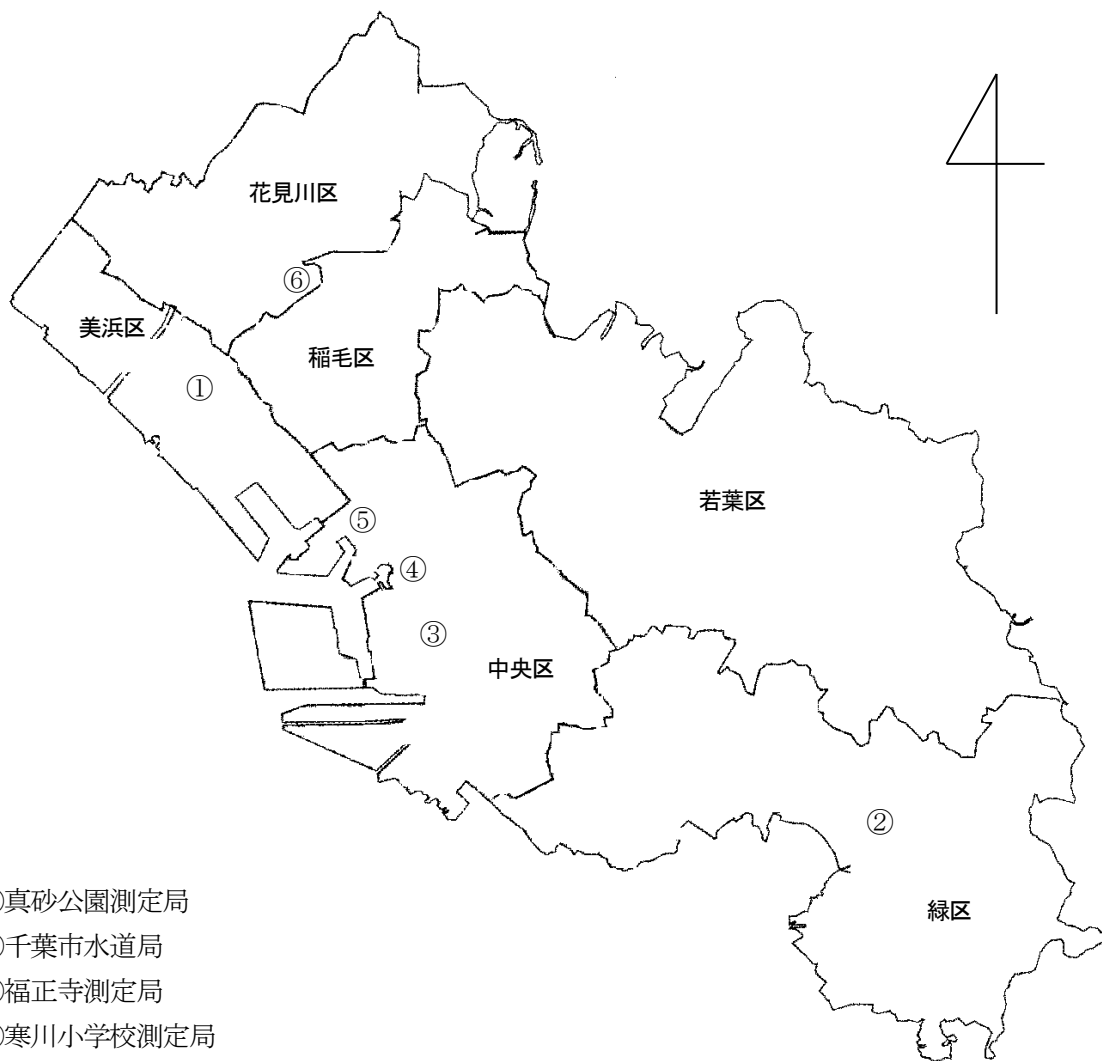 花見川区
⑥
美浜区
稲毛区
①
若葉区
⑤
④
③
中央区
②
緑区
真砂公園測定局
千葉市水道局
福正寺測定局
寒川小学校測定局